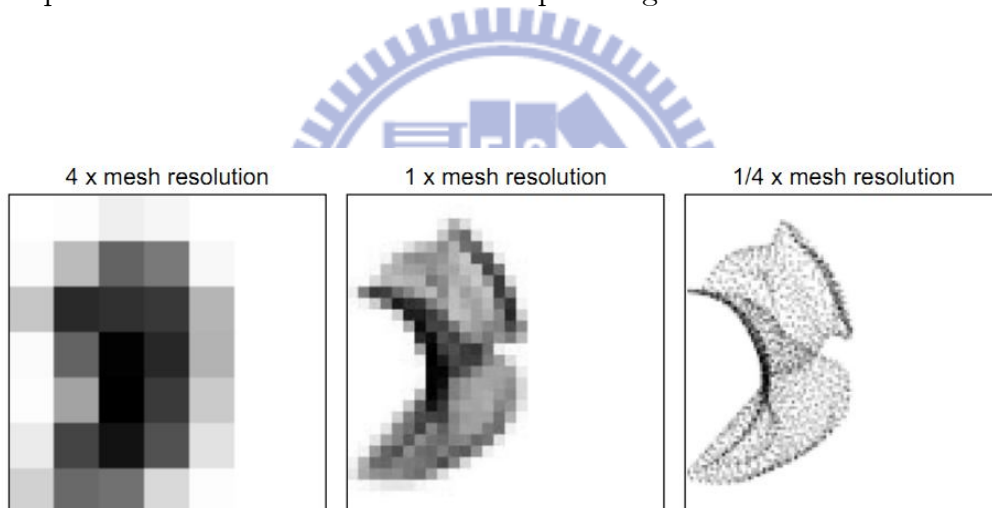 4 x mesh resolution
1 x mesh resolution
1/4 x mesh resolution